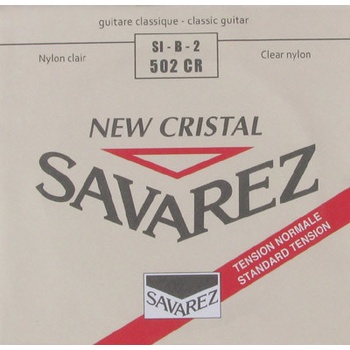 guitare classique - classic guitar
Nylon clair
SI - B - 2
502 CR
Clear nylon
NEW CRISTAL
SAVAREZ
TENSION NORMALE
STANDARD TENSION
SAVAREZ